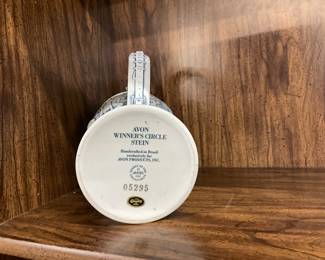 AVON
WINNER'S CIRCLE
STEIN
Handcrafted in Brazil
exclusively for
AVON PRODUCTS, INC.
05295